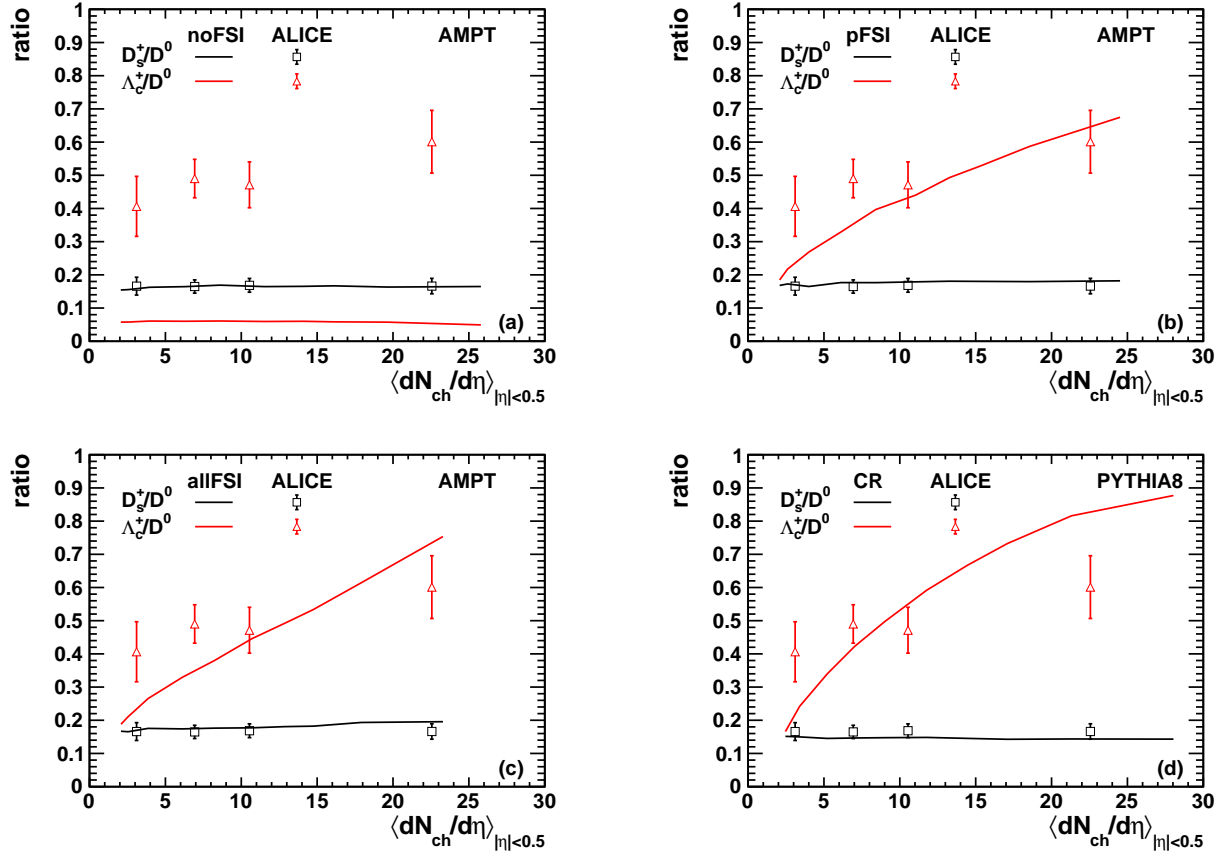 ratio
1
0.9
0.8
0.7
0.6
0.5
0.4
0.3
0.2
0.1
0
noFSI ALICE AMPT
D_s^+/D^0
Λ_c^+/D^0
(a)
0 5 10 15 20 25 30
⟨dN_ch/dη⟩_|η|<0.5
ratio
1
0.9
0.8
0.7
0.6
0.5
0.4
0.3
0.2
0.1
0
pFSI ALICE AMPT
D_s^+/D^0
Λ_c^+/D^0
(b)
0 5 10 15 20 25 30
⟨dN_ch/dη⟩_|η|<0.5
ratio
1
0.9
0.8
0.7
0.6
0.5
0.4
0.3
0.2
0.1
0
allFSI ALICE AMPT
D_s^+/D^0
Λ_c^+/D^0
(c)
0 5 10 15 20 25 30
⟨dN_ch/dη⟩_|η|<0.5
ratio
1
0.9
0.8
0.7
0.6
0.5
0.4
0.3
0.2
0.1
0
CR ALICE PYTHIA8
D_s^+/D^0
Λ_c^+/D^0
(d)
0 5 10 15 20 25 30
⟨dN_ch/dη⟩_|η|<0.5